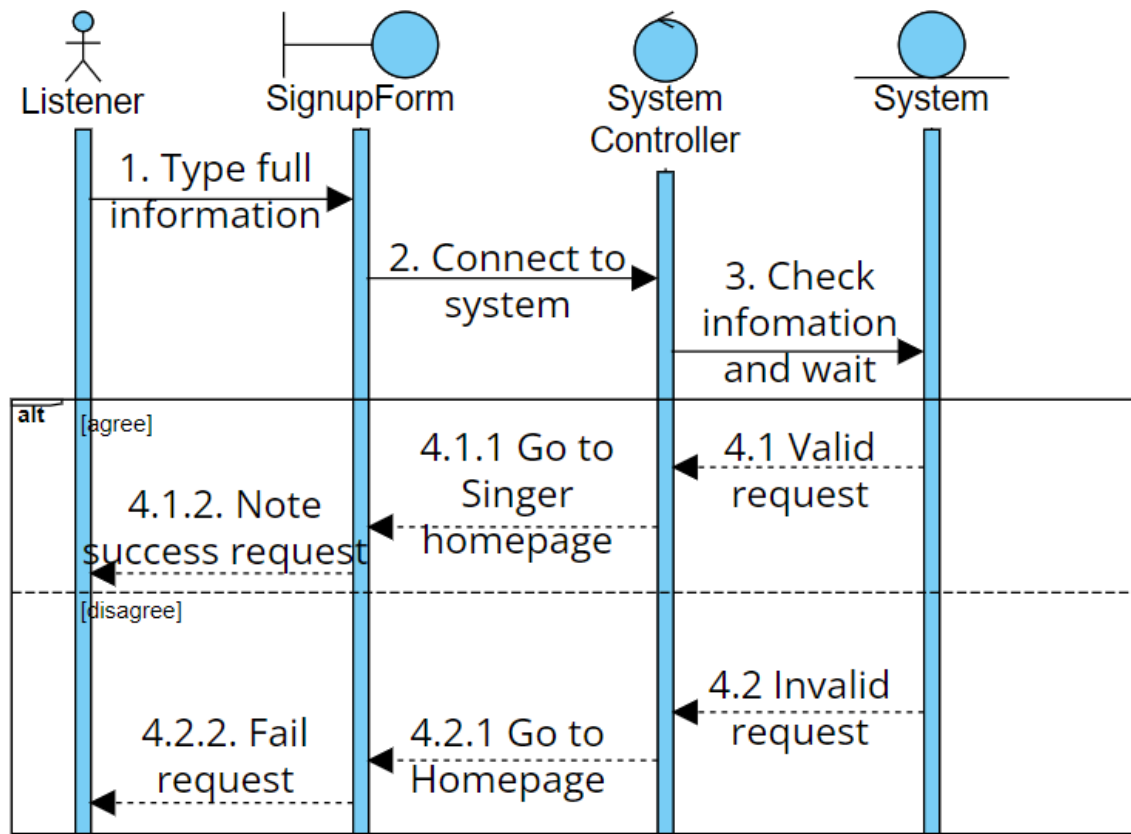 Listener
SignupForm
System
Controller
System
1. Type full
information
2. Connect to
system
3. Check
infomation
and wait
alt
[agree]
4.1 Valid
request
4.1.1 Go to
Singer
homepage
4.1.2. Note
success request
[disagree]
4.2 Invalid
request
4.2.1 Go to
Homepage
4.2.2. Fail
request